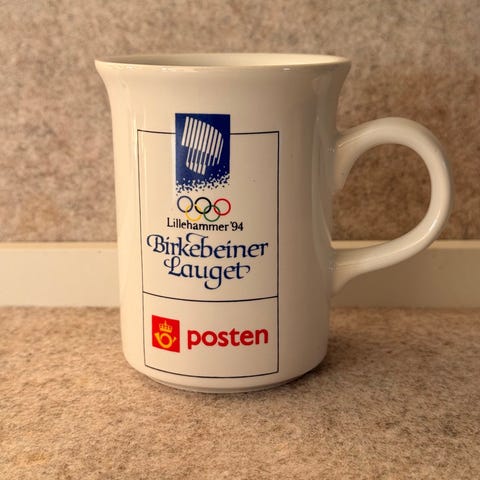 Lillehammer '94
Birkebeiner
Lauget
posten